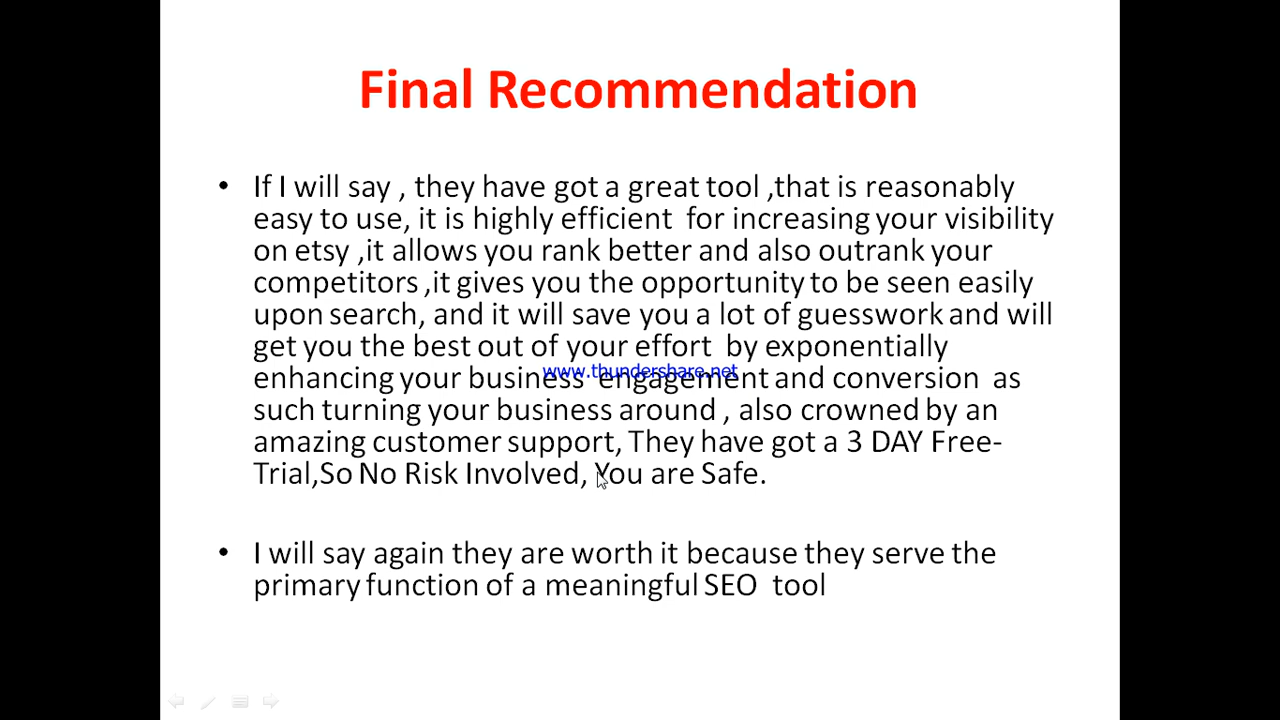 Final Recommendation
• If I will say , they have got a great tool ,that is reasonably
easy to use, it is highly efficient  for increasing your visibility
on etsy ,it allows you rank better and also outrank your
competitors ,it gives you the opportunity to be seen easily
upon search, and it will save you a lot of guesswork and will
get you the best out of your effort  by exponentially
www.thundershare.net
enhancing your business  engagement and conversion  as
such turning your business around , also crowned by an
amazing customer support, They have got a 3 DAY Free-
Trial,So No Risk Involved, You are Safe.
• I will say again they are worth it because they serve the
primary function of a meaningful SEO  tool